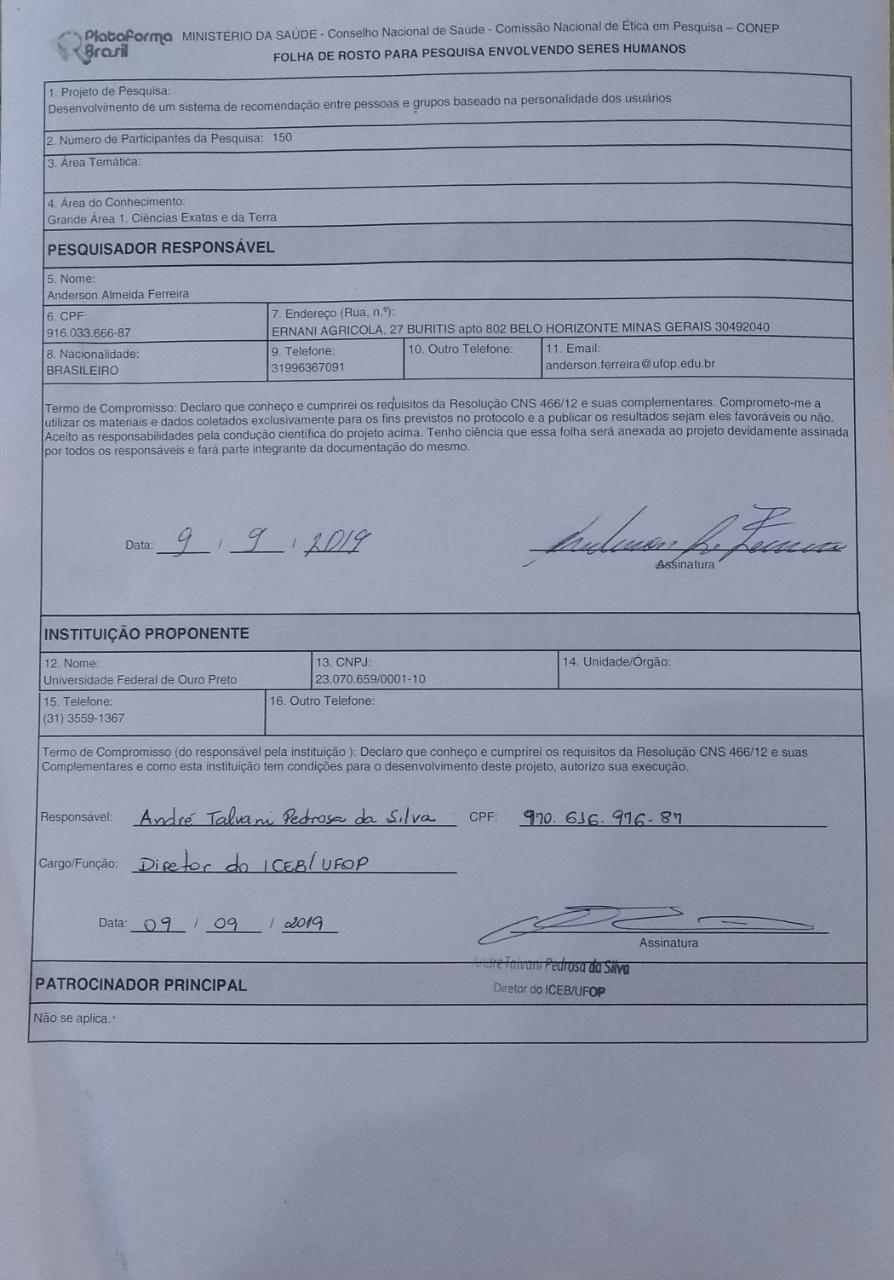 Plataforma Brasil
MINISTÉRIO DA SAÚDE - Conselho Nacional de Saúde - Comissão Nacional de Ética em Pesquisa – CONEP
FOLHA DE ROSTO PARA PESQUISA ENVOLVENDO SERES HUMANOS
1. Projeto de Pesquisa:
Desenvolvimento de um sistema de recomendação entre pessoas e grupos baseado na personalidade dos usuários
2. Número de Participantes da Pesquisa: 150
3. Área Temática:
4. Área do Conhecimento:
Grande Área 1. Ciências Exatas e da Terra
PESQUISADOR RESPONSÁVEL
5. Nome:
Anderson Almeida Ferreira
6. CPF:
916.033.666-87
7. Endereço (Rua, n.º):
ERNANI AGRICOLA, 27 BURITIS apto 802 BELO HORIZONTE MINAS GERAIS 30492040
8. Nacionalidade:
BRASILEIRO
9. Telefone:
31996367091
10. Outro Telefone:
11. Email:
anderson.ferreira@ufop.edu.br
Termo de Compromisso: Declaro que conheço e cumprirei os requisitos da Resolução CNS 466/12 e suas complementares. Comprometo-me a
utilizar os materiais e dados coletados exclusivamente para os fins previstos no protocolo e a publicar os resultados sejam eles favoráveis ou não.
Aceito as responsabilidades pela condução científica do projeto acima. Tenho ciência que essa folha será anexada ao projeto devidamente assinada
por todos os responsáveis e fará parte integrante da documentação do mesmo.
Data: 9 / 9 / 2019
Assinatura
INSTITUIÇÃO PROPONENTE
12. Nome:
Universidade Federal de Ouro Preto
13. CNPJ:
23.070.659/0001-10
14. Unidade/Órgão:
15. Telefone:
(31) 3559-1367
16. Outro Telefone:
Termo de Compromisso (do responsável pela instituição ): Declaro que conheço e cumprirei os requisitos da Resolução CNS 466/12 e suas
Complementares e como esta instituição tem condições para o desenvolvimento deste projeto, autorizo sua execução.
Responsável: André Talvani Pedrosa da Silva CPF: 970. 616. 976-87
Cargo/Função: Diretor do ICEB/UFOP
Data: 09 / 09 / 2019
Assinatura
André Talvani Pedrosa da Silva
Diretor do ICEB/UFOP
PATROCINADOR PRINCIPAL
Não se aplica.